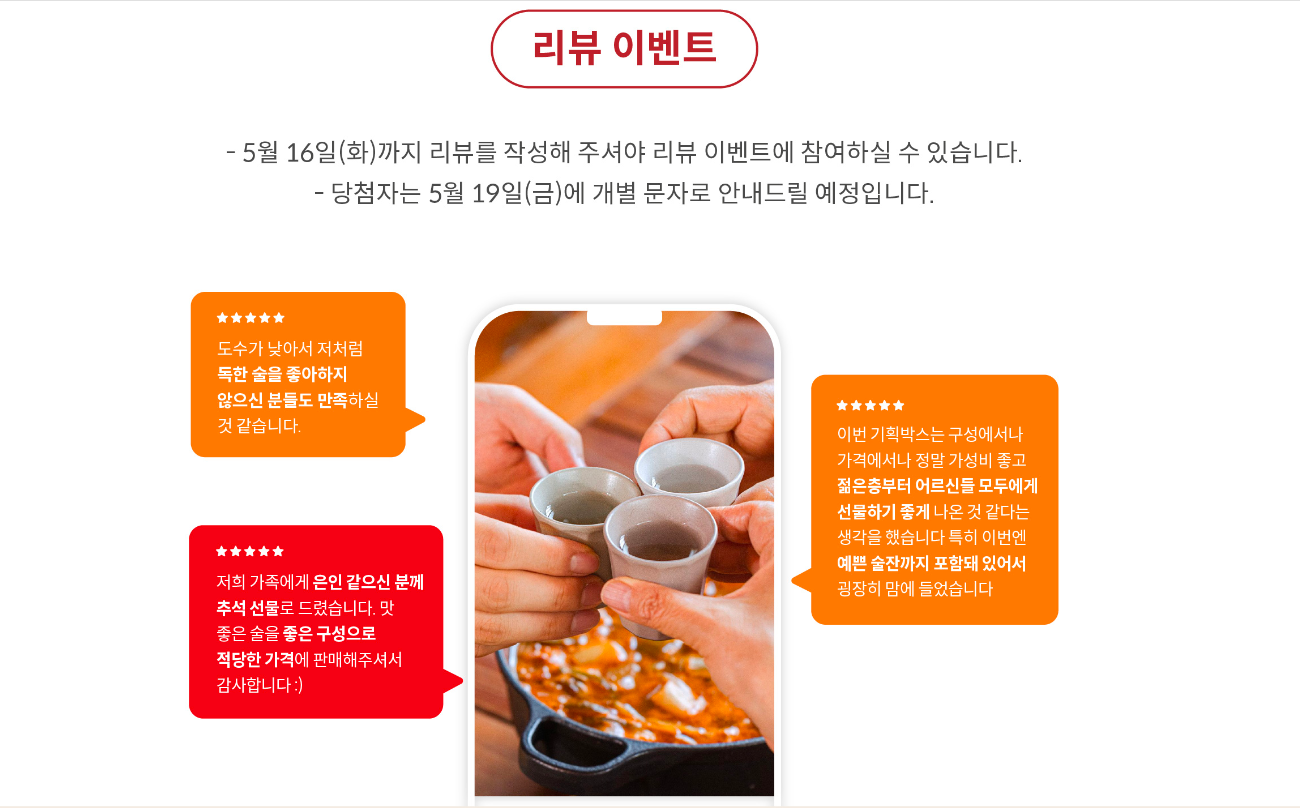 리뷰 이벤트
- 5월 16일(화)까지 리뷰를 작성해 주셔야 리뷰 이벤트에 참여하실 수 있습니다.
- 당첨자는 5월 19일(금)에 개별 문자로 안내드릴 예정입니다.
★★★★★
도수가 낮아서 저처럼
독한 술을 좋아하지
않으신 분들도 만족하실
것 같습니다.
★★★★★
저희 가족에게 은인 같으신 분께
추석 선물로 드렸습니다. 맛
좋은 술을 좋은 구성으로
적당한 가격에 판매해주셔서
감사합니다 :)
★★★★★
이번 기획박스는 구성에서나
가격에서나 정말 가성비 좋고
젊은층부터 어르신들 모두에게
선물하기 좋게 나온 것 같다는
생각을 했습니다 특히 이번엔
예쁜 술잔까지 포함돼 있어서
굉장히 맘에 들었습니다